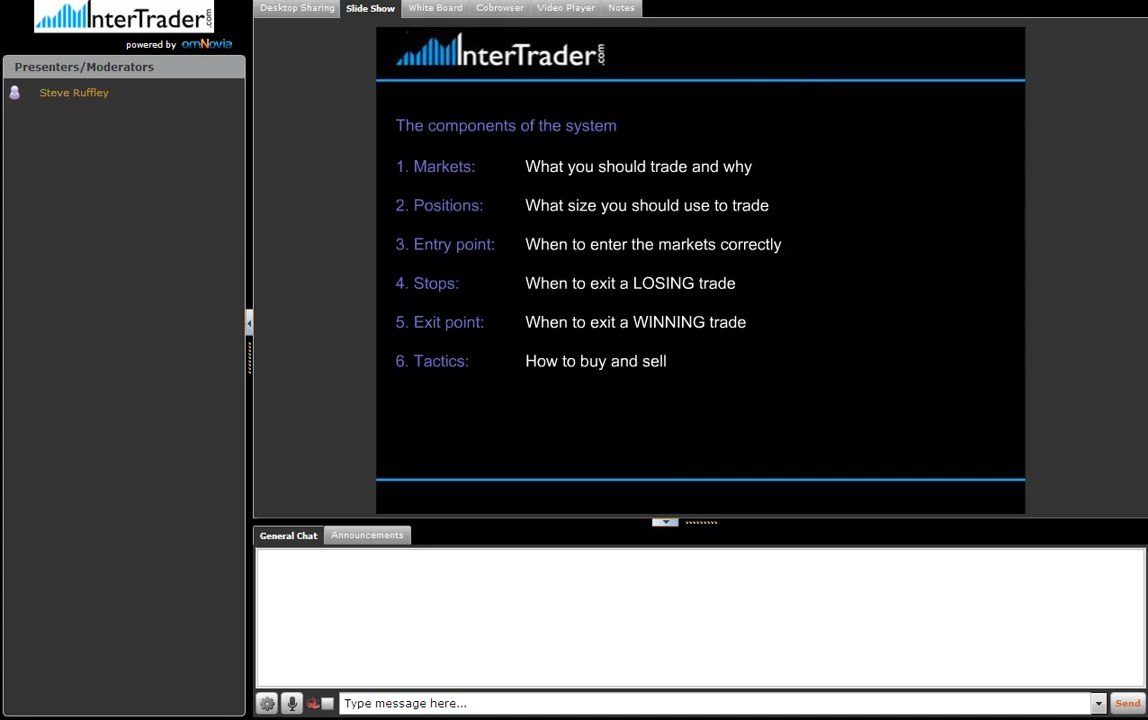 InterTrader.com
powered by omNovia
Presenters/Moderators
Steve Ruffley
Desktop Sharing
Slide Show
White Board
Cobrowser
Video Player
Notes
InterTrader.com
The components of the system
1. Markets: What you should trade and why
2. Positions: What size you should use to trade
3. Entry point: When to enter the markets correctly
4. Stops: When to exit a LOSING trade
5. Exit point: When to exit a WINNING trade
6. Tactics: How to buy and sell
General Chat
Announcements
Type message here...
Send